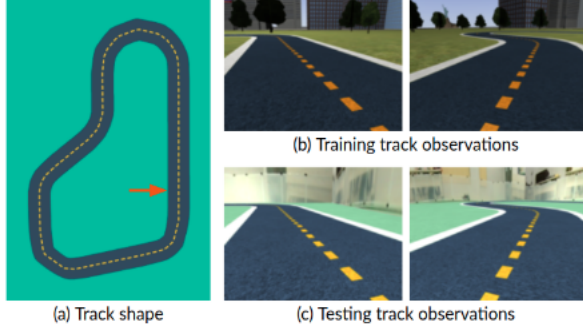 (b) Training track observations
(a) Track shape
(c) Testing track observations